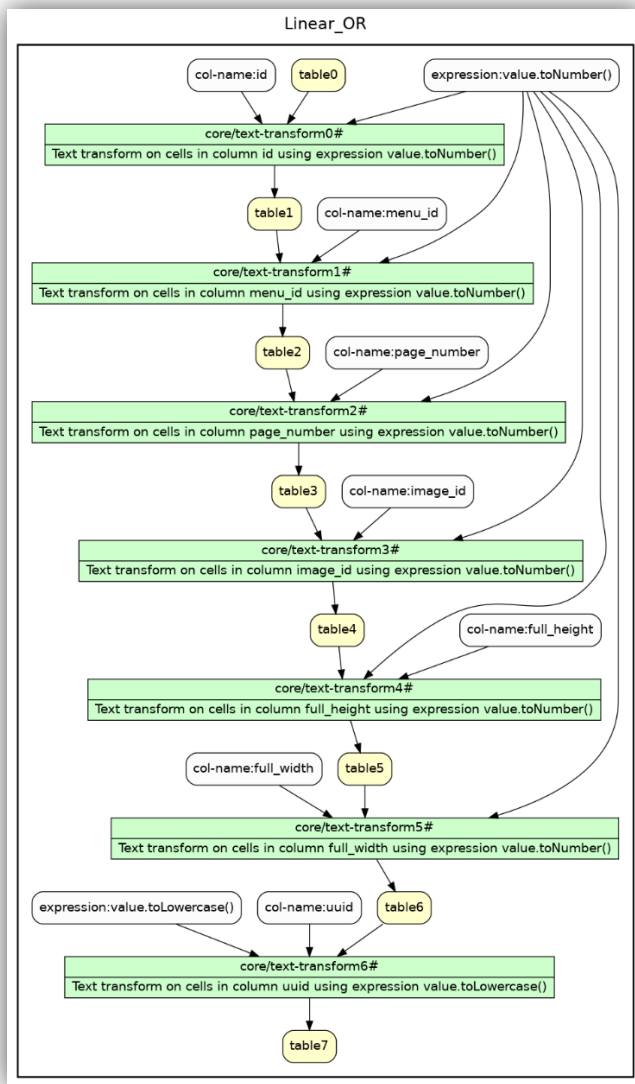 Linear_OR
col-name:id
table0
expression:value.toNumber()
core/text-transform0#
Text transform on cells in column id using expression value.toNumber()
table1
col-name:menu_id
core/text-transform1#
Text transform on cells in column menu_id using expression value.toNumber()
table2
col-name:page_number
core/text-transform2#
Text transform on cells in column page_number using expression value.toNumber()
table3
col-name:image_id
core/text-transform3#
Text transform on cells in column image_id using expression value.toNumber()
table4
col-name:full_height
core/text-transform4#
Text transform on cells in column full_height using expression value.toNumber()
col-name:full_width
table5
core/text-transform5#
Text transform on cells in column full_width using expression value.toNumber()
expression:value.toLowercase()
col-name:uuid
table6
core/text-transform6#
Text transform on cells in column uuid using expression value.toLowercase()
table7